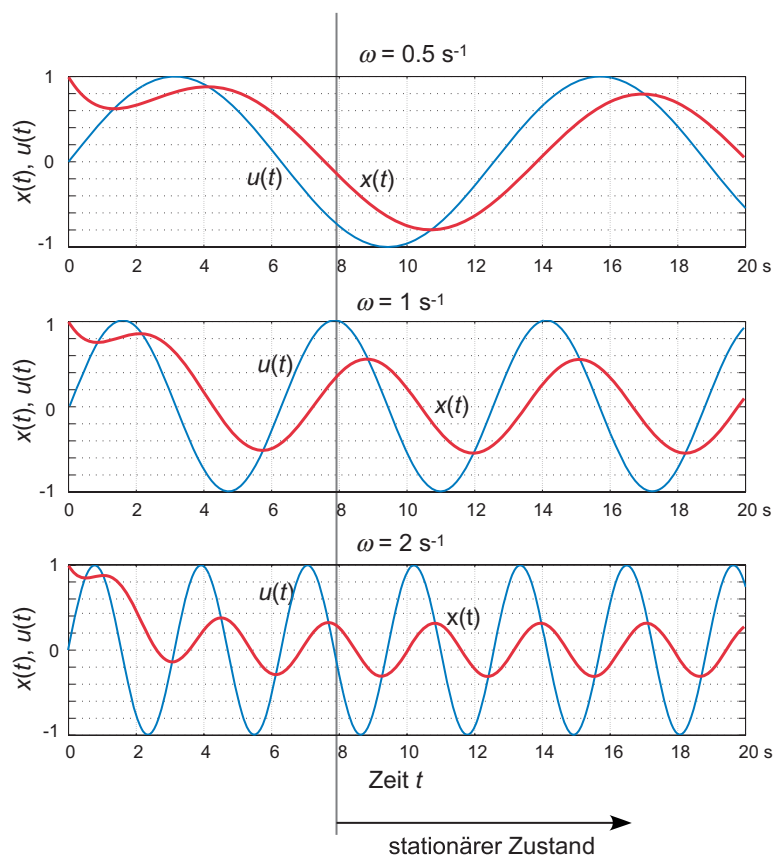 ω = 0.5 s-1
x(t), u(t)
1
0
-1
u(t)
x(t)
0 2 4 6 8 10 12 14 16 18 20 s
ω = 1 s-1
x(t), u(t)
1
0
-1
u(t)
x(t)
0 2 4 6 8 10 12 14 16 18 20 s
ω = 2 s-1
x(t), u(t)
1
0
-1
u(t)
x(t)
0 2 4 6 8 10 12 14 16 18 20 s
Zeit t
stationärer Zustand